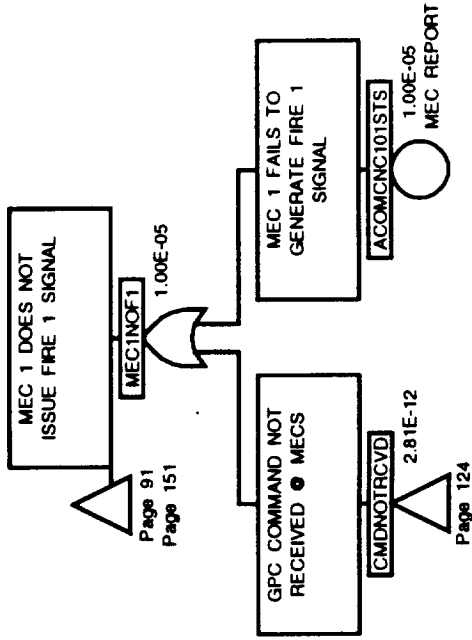 MEC 1 DOES NOT
ISSUE FIRE 1 SIGNAL
MEC1NOF1
1.00E-05
Page 91
Page 151
GPC COMMAND NOT
RECEIVED @ MECS
CMDNOTRCVD
2.81E-12
Page 124
MEC 1 FAILS TO
GENERATE FIRE 1
SIGNAL
ACOMCNC101STS
1.00E-05
MEC REPORT